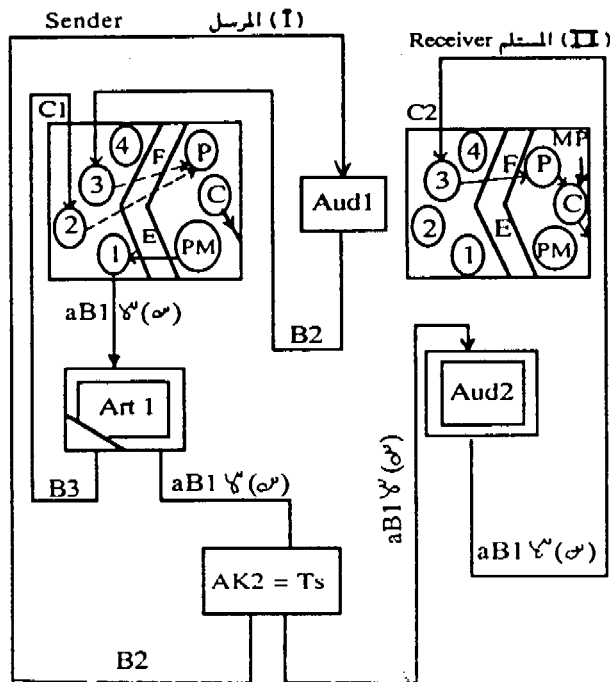 Sender المرسل (I)
Receiver المستلم (II)
C1
C2
4
F
P
3
C
2
E
1
PM
4
F
P
MP
3
C
2
E
1
PM
Aud1
aB1
B2
Art 1
Aud2
B3
aB1
aB1
aB1
AK2 = Ts
B2